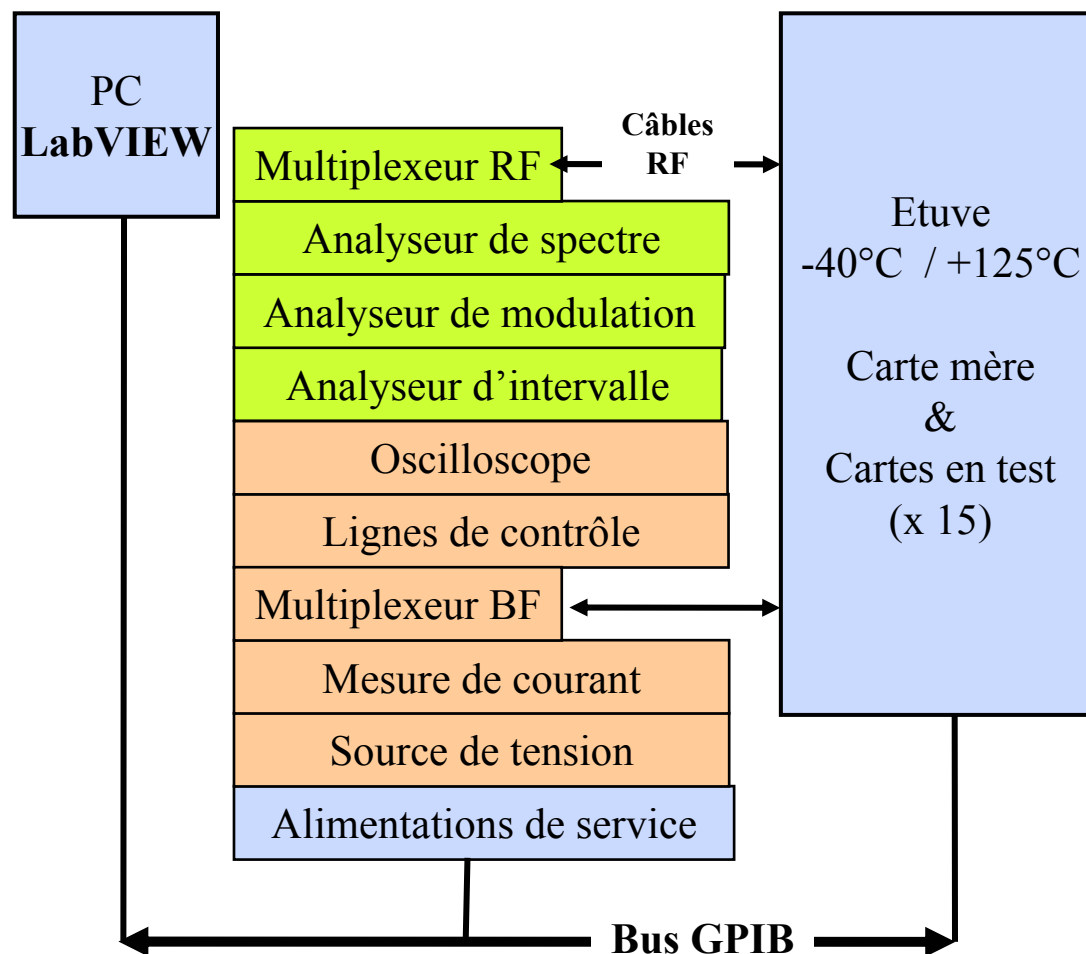 PC
LabVIEW
Multiplexeur RF
Analyseur de spectre
Analyseur de modulation
Analyseur d’intervalle
Oscilloscope
Lignes de contrôle
Multiplexeur BF
Mesure de courant
Source de tension
Alimentations de service
Câbles
RF
Etuve
-40°C / +125°C
Carte mère
&
Cartes en test
(x 15)
Bus GPIB